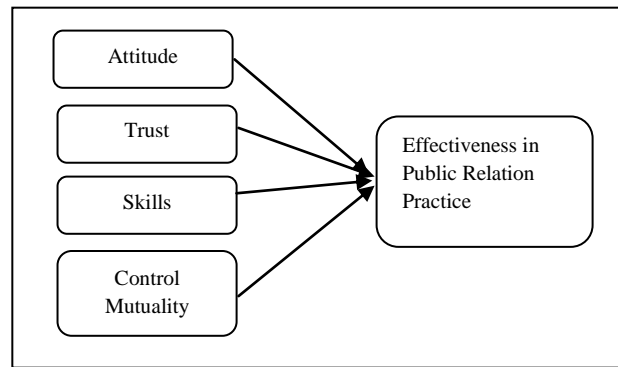 Attitude
Trust
Skills
Control
Mutuality
Effectiveness in
Public Relation
Practice